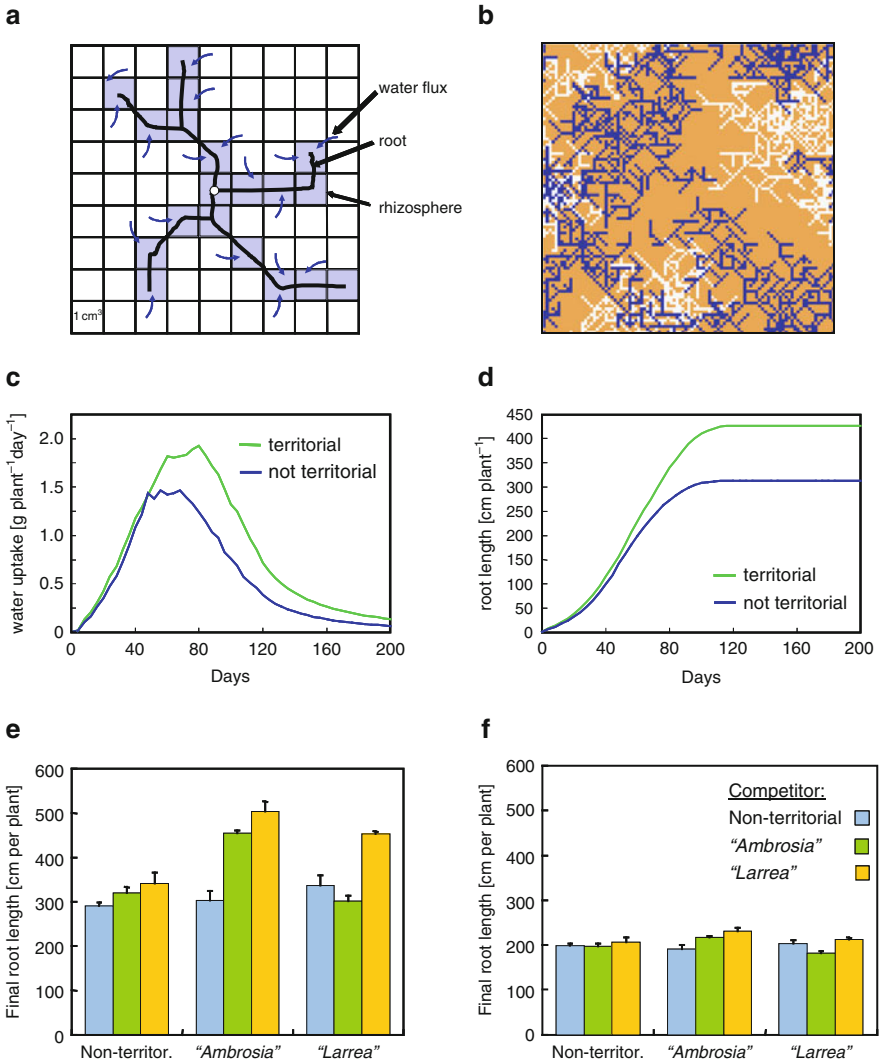 a
water flux
root
rhizosphere
1 cm³
b
c
water uptake [g plant⁻¹day⁻¹]
2.0
1.5
1.0
0.5
0
territorial
not territorial
0 40 80 120 160 200
Days
d
root length [cm plant⁻¹]
450
400
350
300
250
200
150
100
50
0
territorial
not territorial
0 40 80 120 160 200
Days
e
Final root length [cm per plant]
600
500
400
300
200
100
0
Non-territor. "Ambrosia" "Larrea"
f
Final root length [cm per plant]
600
500
400
300
200
100
0
Competitor:
Non-territorial
"Ambrosia"
"Larrea"
Non-territor. "Ambrosia" "Larrea"